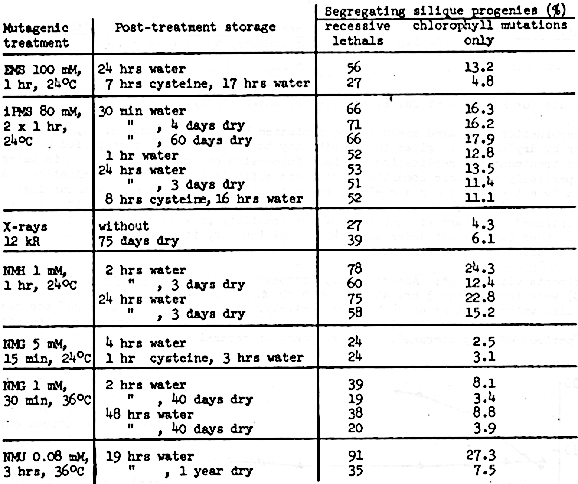 Segregating silique progenies (%)
Mutagenic treatment Post-treatment storage recessive lethals chlorophyll mutations only
EMS 100 mM, 24 hrs water 56 13.2
1 hr, 24°C 7 hrs cysteine, 17 hrs water 27 4.8
iPMS 80 mM, 30 min water 66 16.3
2 x 1 hr, " , 4 days dry 71 16.2
24°C " , 60 days dry 66 17.9
1 hr water 52 12.8
24 hrs water 53 13.5
" , 3 days dry 51 11.4
8 hrs cysteine, 16 hrs water 52 11.1
X-rays without 27 4.3
12 kR 75 days dry 39 6.1
NMH 1 mM, 2 hrs water 78 24.3
1 hr, 24°C " , 3 days dry 60 12.4
24 hrs water 75 22.8
" , 3 days dry 58 15.2
NMG 5 mM, 4 hrs water 24 2.5
15 min, 24°C 1 hr cysteine, 3 hrs water 24 3.1
NMG 1 mM, 2 hrs water 39 8.1
30 min, 36°C " , 40 days dry 19 3.4
48 hrs water 38 8.8
" , 40 days dry 20 3.9
NMU 0.08 mM, 19 hrs water 91 27.3
3 hrs, 36°C " , 1 year dry 35 7.5